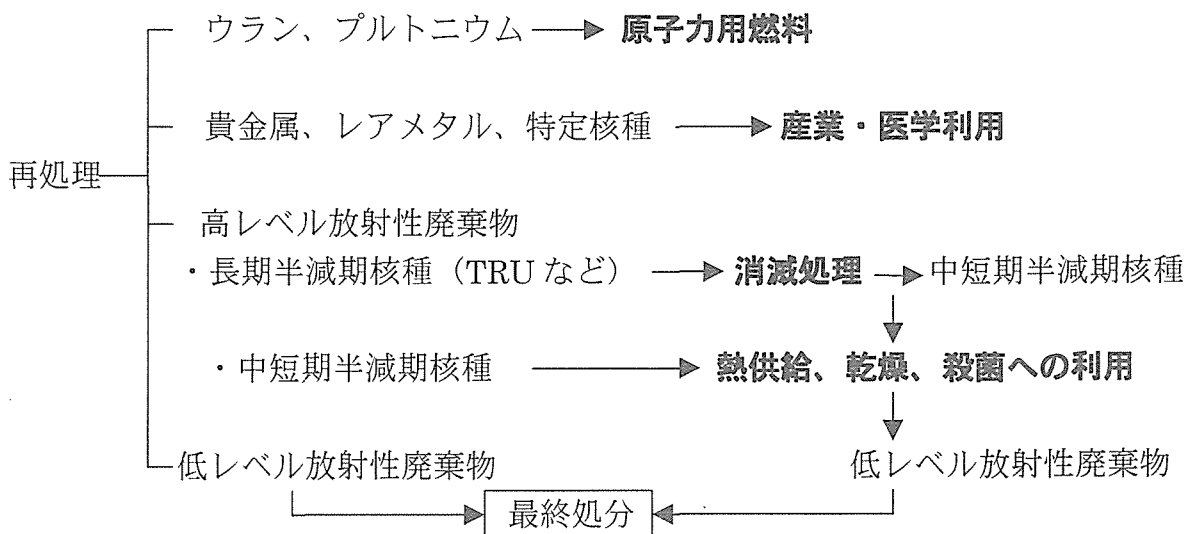 ウラン、プルトニウム 原子力用燃料
貴金属、レアメタル、特定核種 産業・医学利用
再処理
高レベル放射性廃棄物
・長期半減期核種（TRUなど） 消滅処理 中短期半減期核種
・中短期半減期核種 熱供給、乾燥、殺菌への利用
低レベル放射性廃棄物 低レベル放射性廃棄物
最終処分